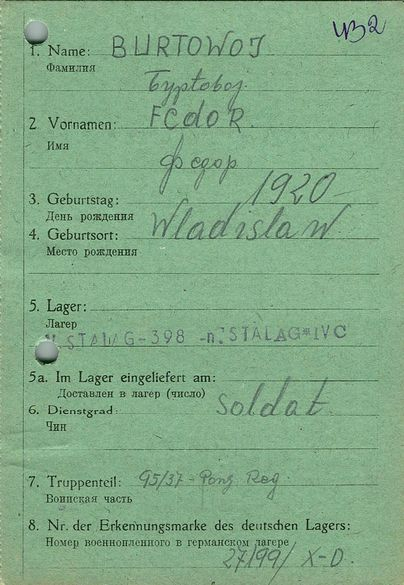 УВ2
1. Name: BURTOWOJ
Фамилия
Буртовој
2. Vornamen: FEdoR
Имя
Федор
3. Geburtstag: 1920
День рождения
4. Geburtsort: Wladislaw
Место рождения
5. Lager:
Лагерь
V. STALAG-398 -n. STALAG*IVC
5a. Im Lager eingeliefert am:
Доставлен в лагерь (число)
6. Dienstgrad: Soldat
Чин
7. Truppenteil: 95/37 - Panz Reg
Воинская часть
8. Nr. der Erkennungsmarke des deutschen Lagers:
Номер военнопленного в германском лагере
27199/ X-D.